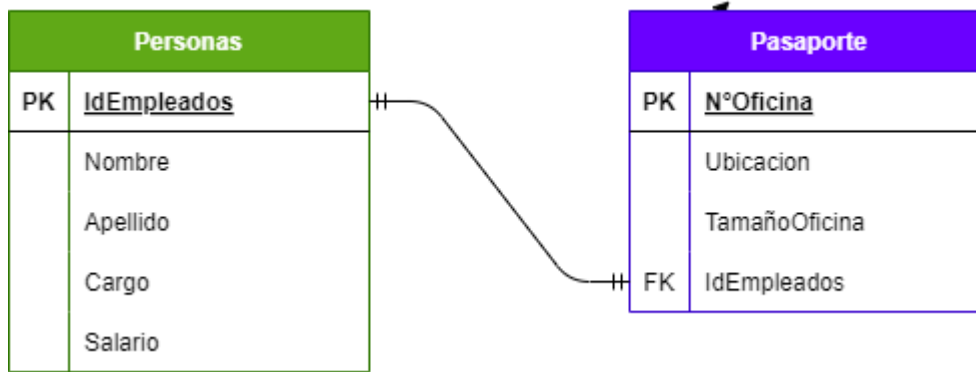 Personas
PK IdEmpleados
Nombre
Apellido
Cargo
Salario
Pasaporte
PK N°Oficina
Ubicacion
TamañoOficina
FK IdEmpleados